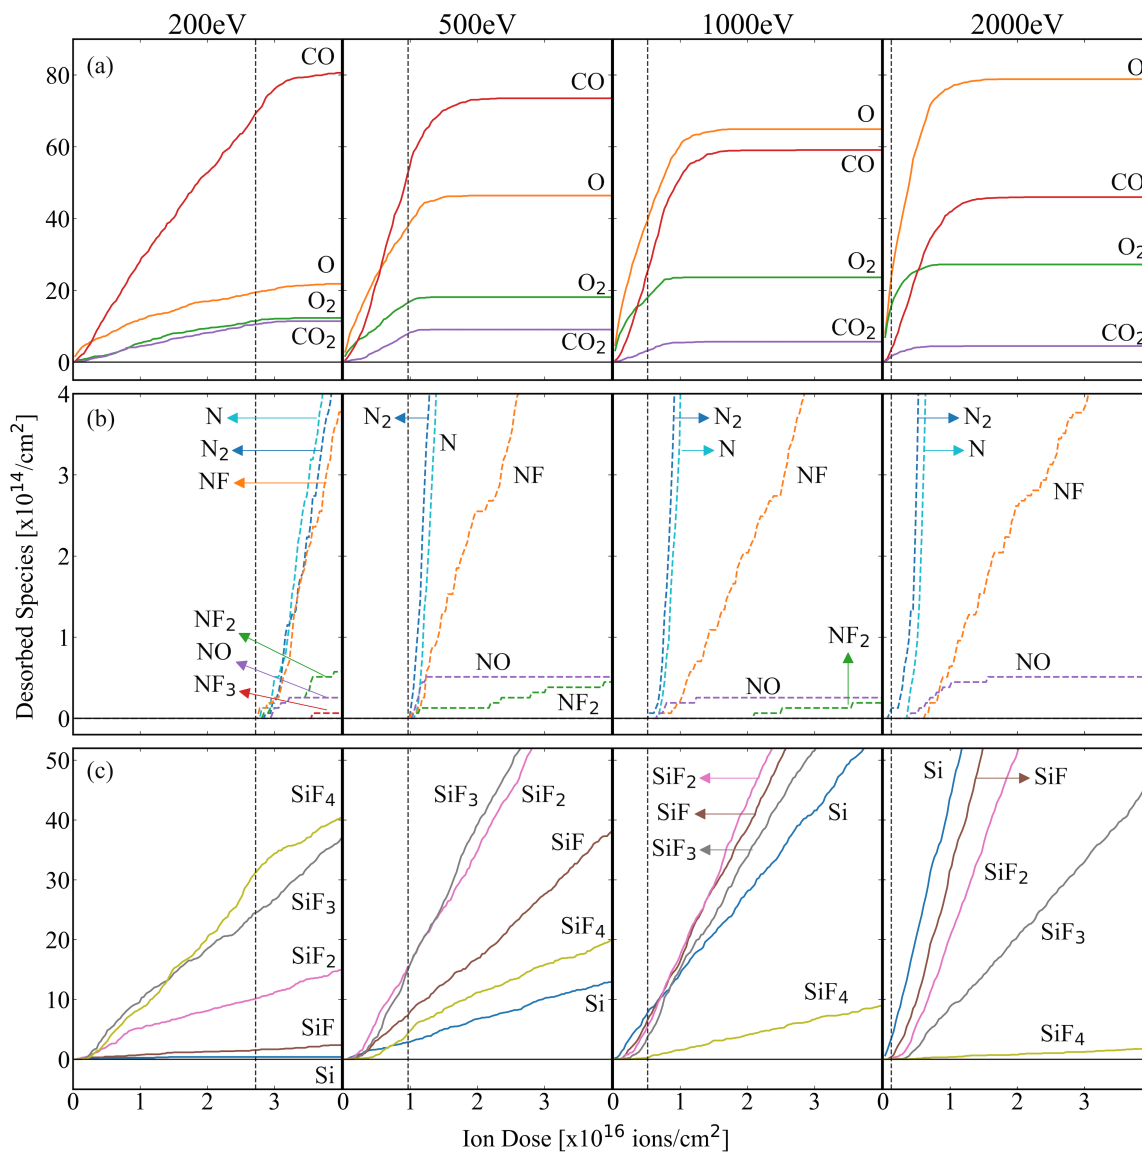 200eV 500eV 1000eV 2000eV
(a)
CO
O
O₂
CO₂
CO
O
O₂
CO₂
O
CO
O₂
CO₂
O
CO
O₂
CO₂
80
60
40
20
0
Desorbed Species [x10¹⁴/cm²]
(b)
N
N₂
NF
NF₂
NO
NF₃
N₂
N
NF
NO
NF₂
N₂
N
NF
NF₂
NO
N₂
N
NF
NO
4
3
2
1
0
(c)
SiF₄
SiF₃
SiF₂
SiF
Si
SiF₃
SiF₂
SiF
SiF₄
Si
SiF₂
SiF
SiF₃
Si
SiF₄
Si
SiF
SiF₂
SiF₃
SiF₄
50
40
30
20
10
0
0 1 2 3 0 1 2 3 0 1 2 3 0 1 2 3
Ion Dose [x10¹⁶ ions/cm²]